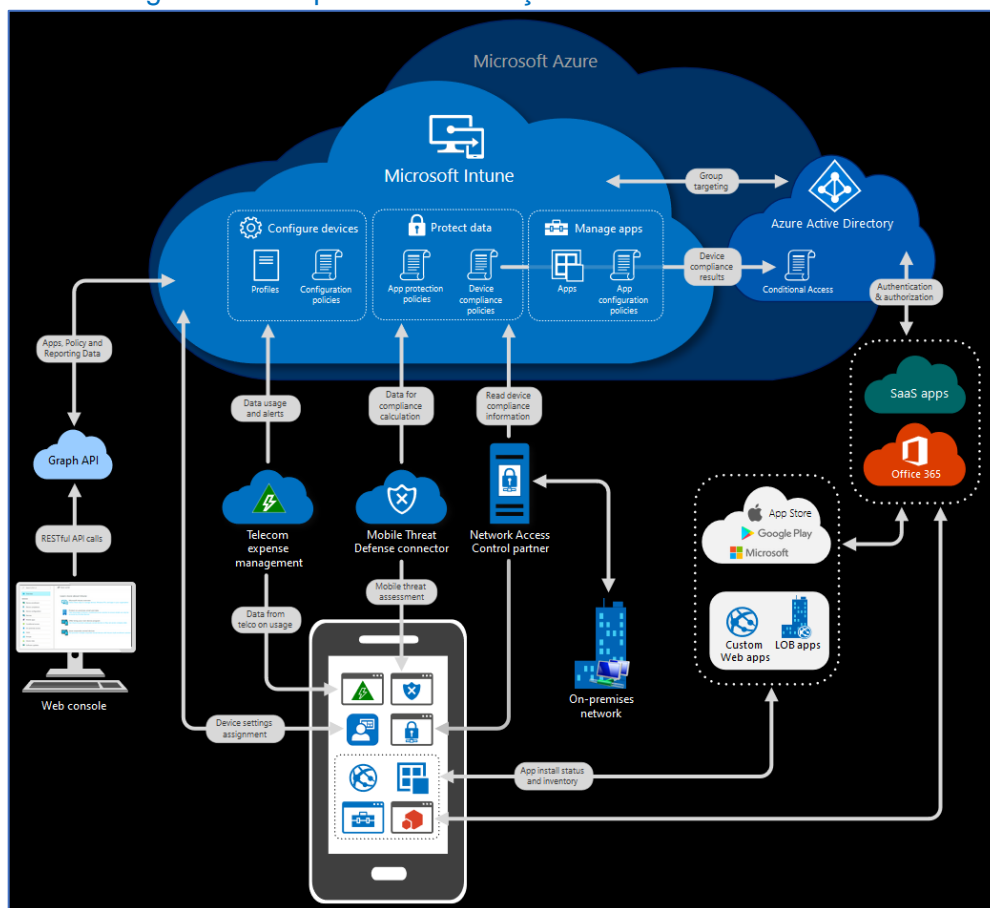 Microsoft Azure
Microsoft Intune
Group
targeting
Azure Active Directory
Configure devices
Protect data
Manage apps
Profiles
Configuration
policies
App protection
policies
Device
compliance
policies
Apps
App
configuration
policies
Device
compliance
results
Conditional Access
Authentication
& authorization
Apps, Policy and
Reporting Data
Data usage
and alerts
Data for
compliance
calculation
Read device
compliance
information
SaaS apps
Office 365
Graph API
RESTful API calls
Telecom
expense
management
Mobile Threat
Defense connector
Network Access
Control partner
App Store
Google Play
Microsoft
Mobile threat
assessment
Data from
telco on usage
Custom
Web apps
LOB apps
Web console
On-premises
network
Device settings
assignment
App install status
and inventory